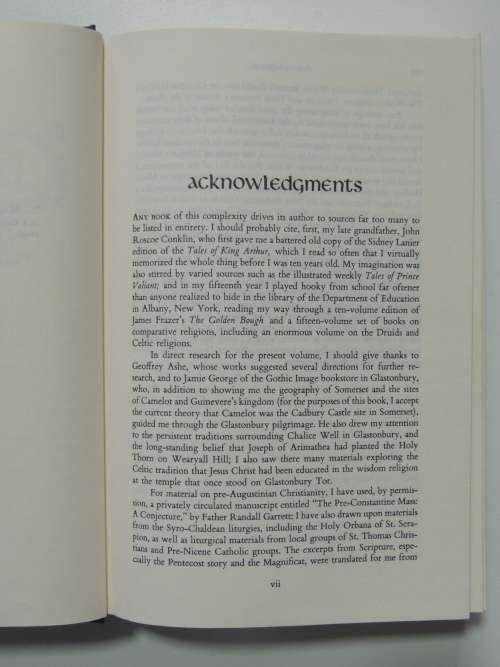 acknowledgments
ANY BOOK of this complexity drives its author to sources far too many to
be listed in entirety. I should probably cite, first, my late grandfather, John
Roscoe Conklin, who first gave me a battered old copy of the Sidney Lanier
edition of the Tales of King Arthur, which I read so often that I virtually
memorized the whole thing before I was ten years old. My imagination was
also stirred by varied sources such as the illustrated weekly Tales of Prince
Valiant; and in my fifteenth year I played hooky from school far oftener
than anyone realized to hide in the library of the Department of Education
in Albany, New York, reading my way through a ten-volume edition of
James Frazer's The Golden Bough and a fifteen-volume set of books on
comparative religions, including an enormous volume on the Druids and
Celtic religions.
In direct research for the present volume, I should give thanks to
Geoffrey Ashe, whose works suggested several directions for further re-
search, and to Jamie George of the Gothic Image bookstore in Glastonbury,
who, in addition to showing me the geography of Somerset and the sites
of Camelot and Guinevere's kingdom (for the purposes of this book, I accept
the current theory that Camelot was the Cadbury Castle site in Somerset),
guided me through the Glastonbury pilgrimage. He also drew my attention
to the persistent traditions surrounding Chalice Well in Glastonbury, and
the long-standing belief that Joseph of Arimathea had planted the Holy
Thorn on Wearyall Hill; I also saw there many materials exploring the
Celtic tradition that Jesus Christ had been educated in the wisdom religion
at the temple that once stood on Glastonbury Tor.
For material on pre-Augustinian Christianity, I have used, by permis-
sion, a privately circulated manuscript entitled "The Pre-Constantine Mass:
A Conjecture," by Father Randall Garrett; I have also drawn upon materials
from the Syro-Chaldean liturgies, including the Holy Orbana of St. Sera-
pion, as well as liturgical materials from local groups of St. Thomas Chris-
tians and Pre-Nicene Catholic groups. The excerpts from Scripture, espe-
cially the Pentecost story and the Magnificat, were translated for me from
vii